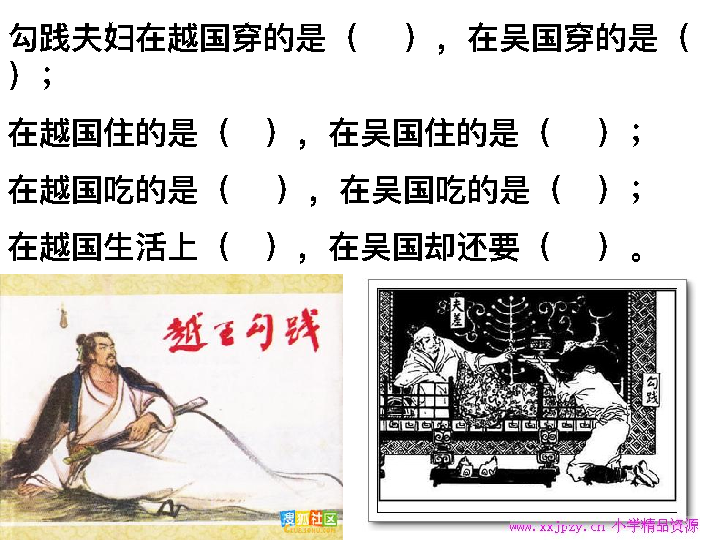 勾践夫妇在越国穿的是（　　），在吴国穿的是（
）；
在越国住的是（　），在吴国住的是（　　）；
在越国吃的是（　　），在吴国吃的是（　）；
在越国生活上（　），在吴国却还要（　　）。
越王勾践
夫差
勾践
搜狐社区
www.xxjpzy.cn 小学精品资源